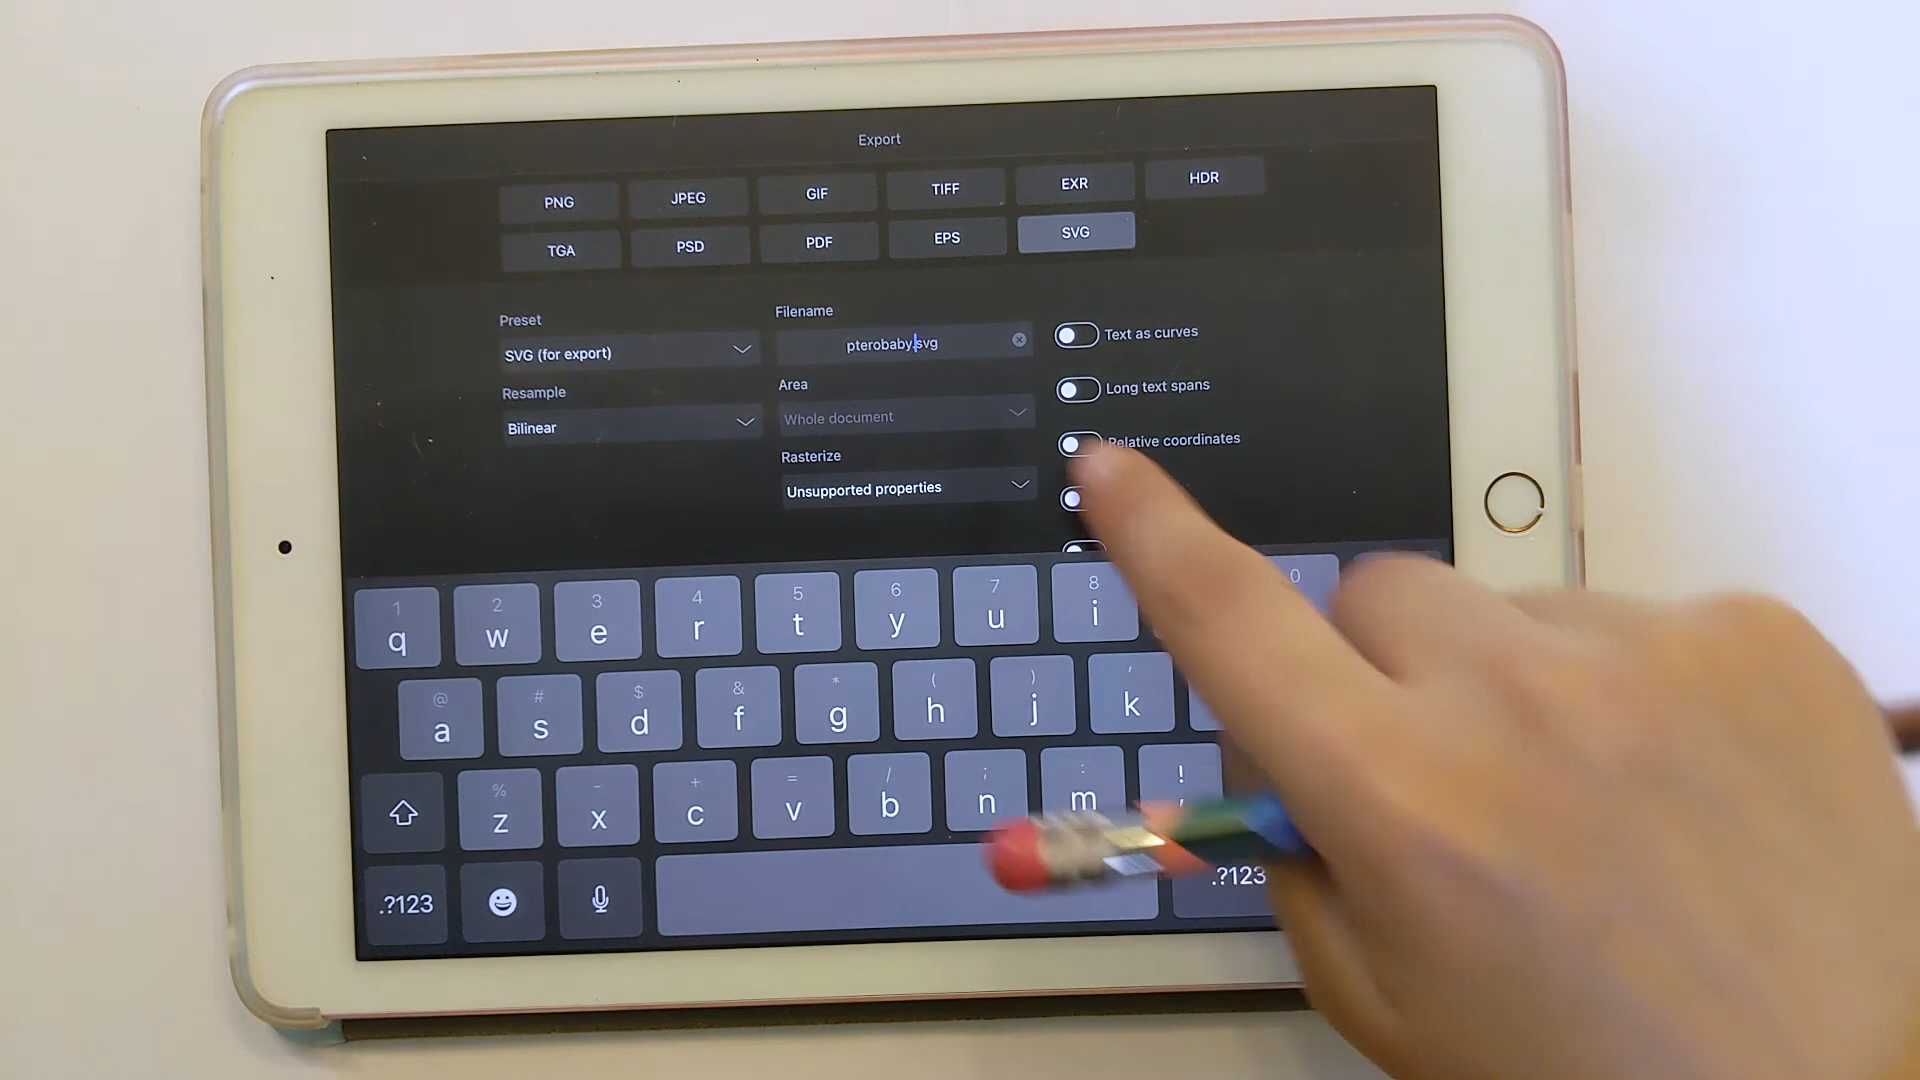 Export
PNG JPEG GIF TIFF EXR HDR
TGA PSD PDF EPS SVG
Preset
SVG (for export)
Resample
Bilinear
Filename
pterobaby.svg
Area
Whole document
Rasterize
Unsupported properties
Text as curves
Long text spans
Relative coordinates
1 2 3 4 5 6 7 8 0
q w e r t y u i
@ # $ & * ( ) '
a s d f g h j k
% - + = / ; : !
z x c v b n m ,
.?123 .?123